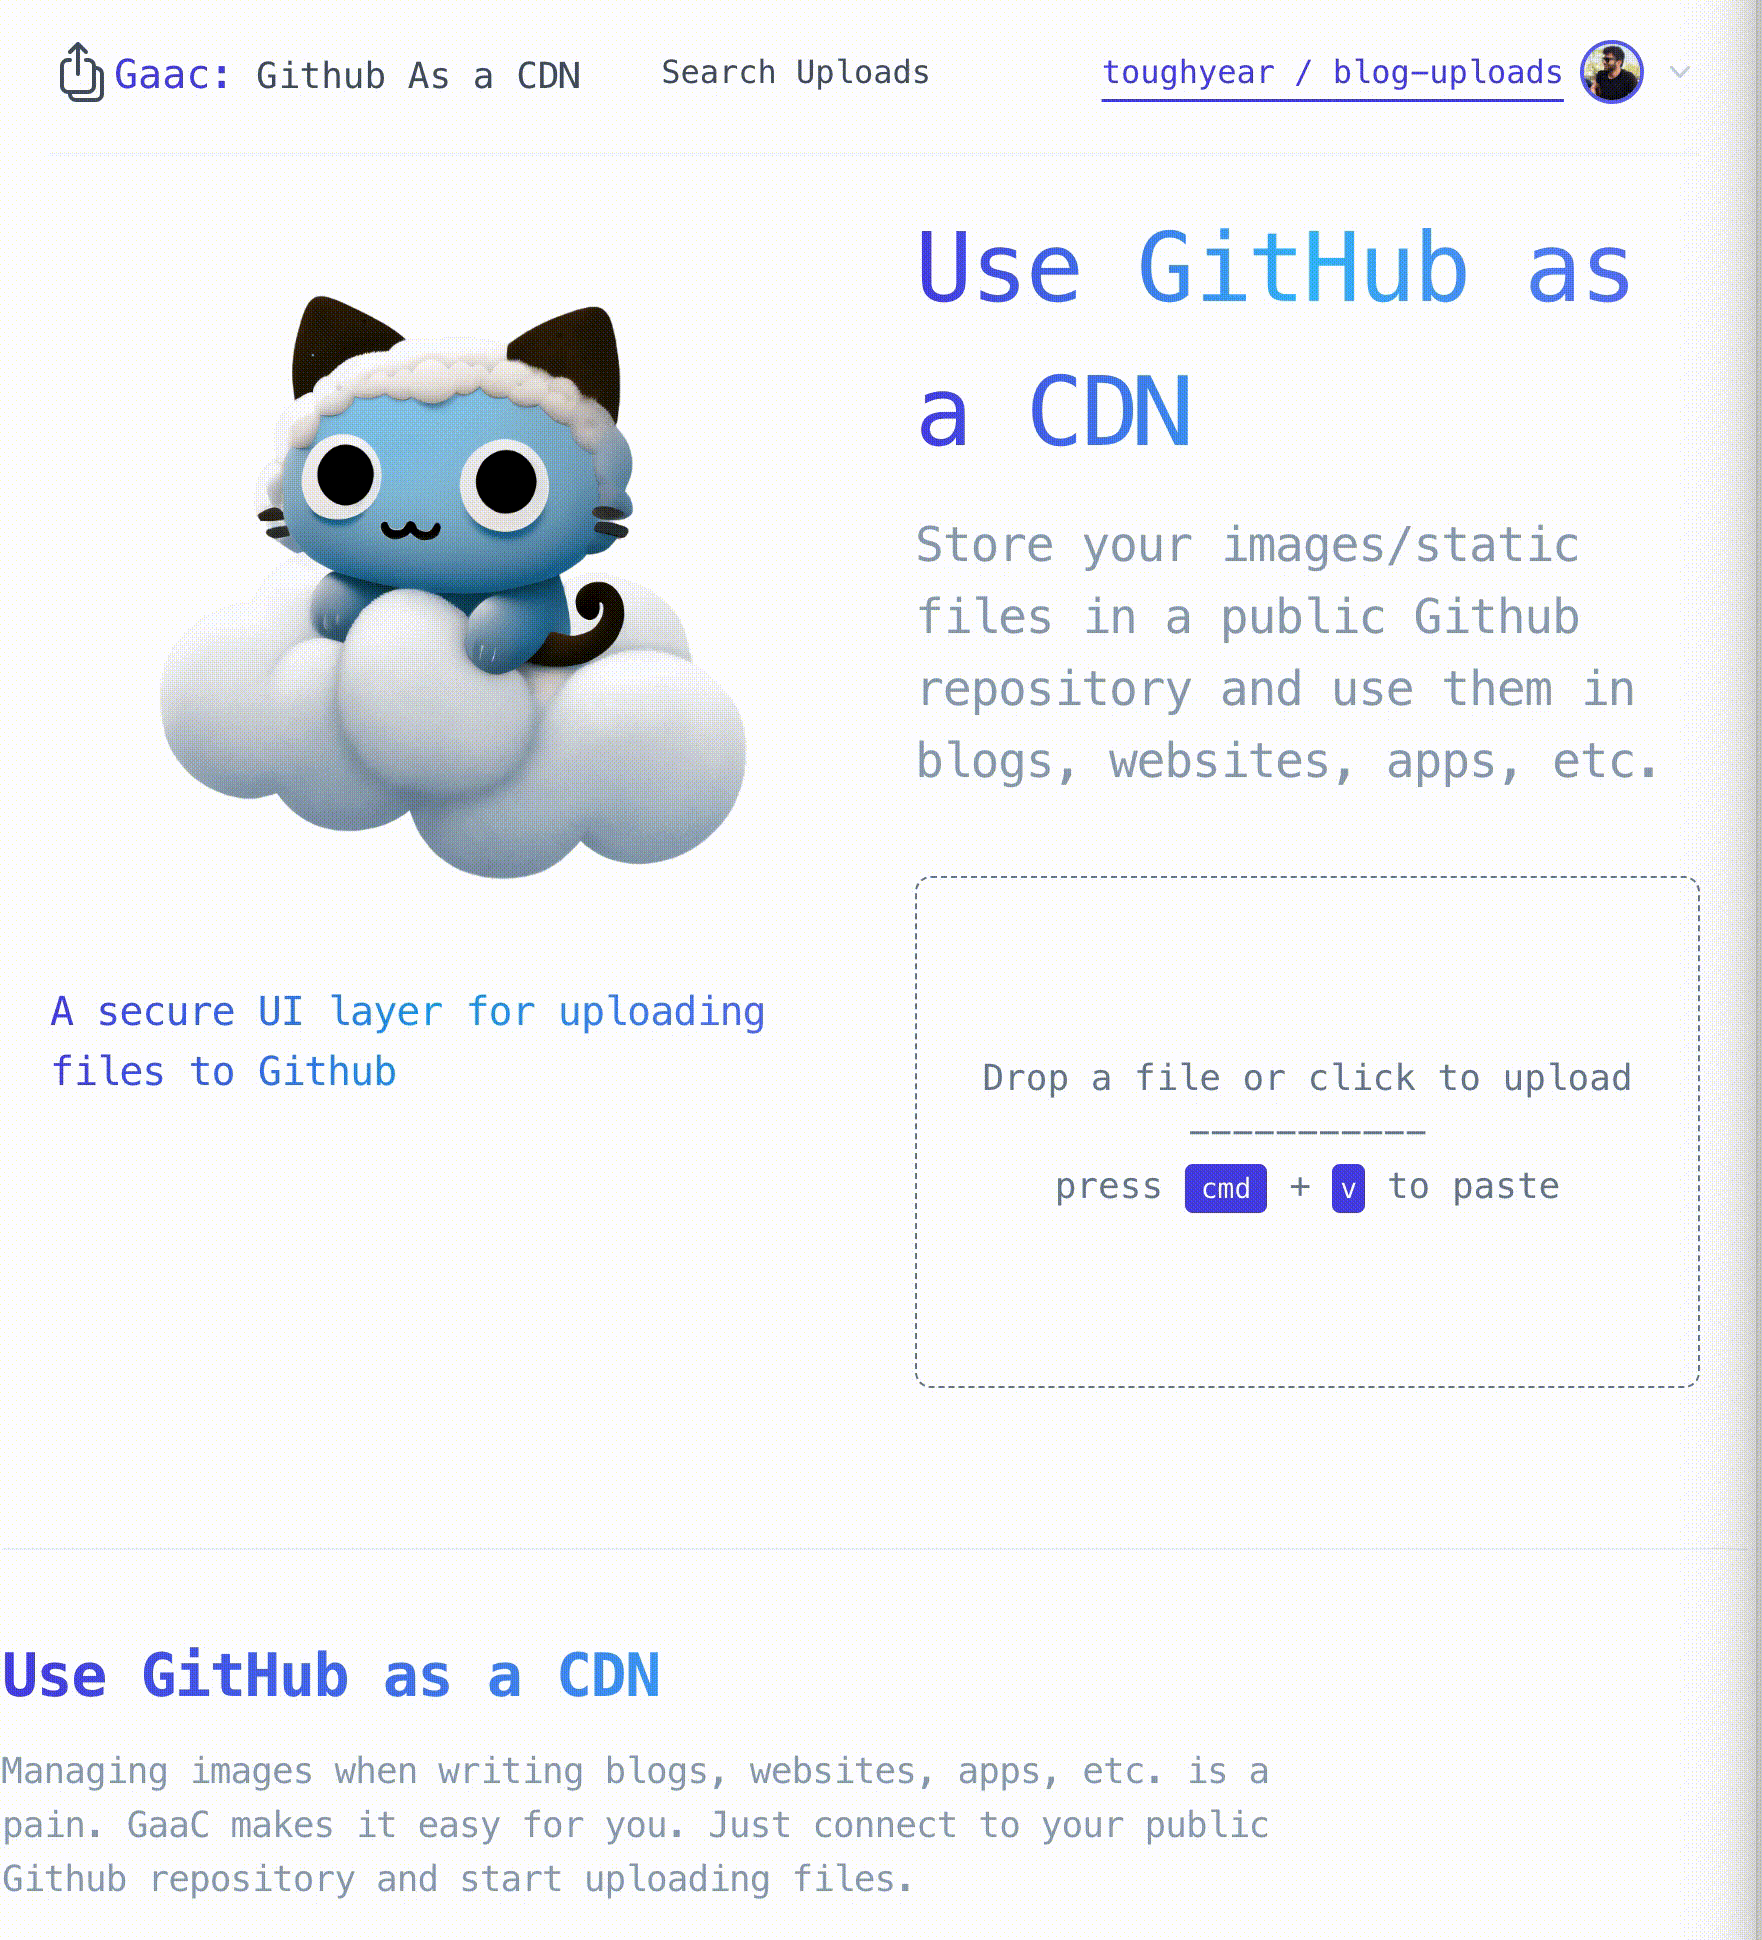 Gaac: Github As a CDN
Search Uploads
toughyear / blog-uploads
Use GitHub as
a CDN
Store your images/static
files in a public Github
repository and use them in
blogs, websites, apps, etc.
A secure UI layer for uploading
files to Github
Drop a file or click to upload
-----------
press cmd + v to paste
Use GitHub as a CDN
Managing images when writing blogs, websites, apps, etc. is a
pain. GaaC makes it easy for you. Just connect to your public
Github repository and start uploading files.